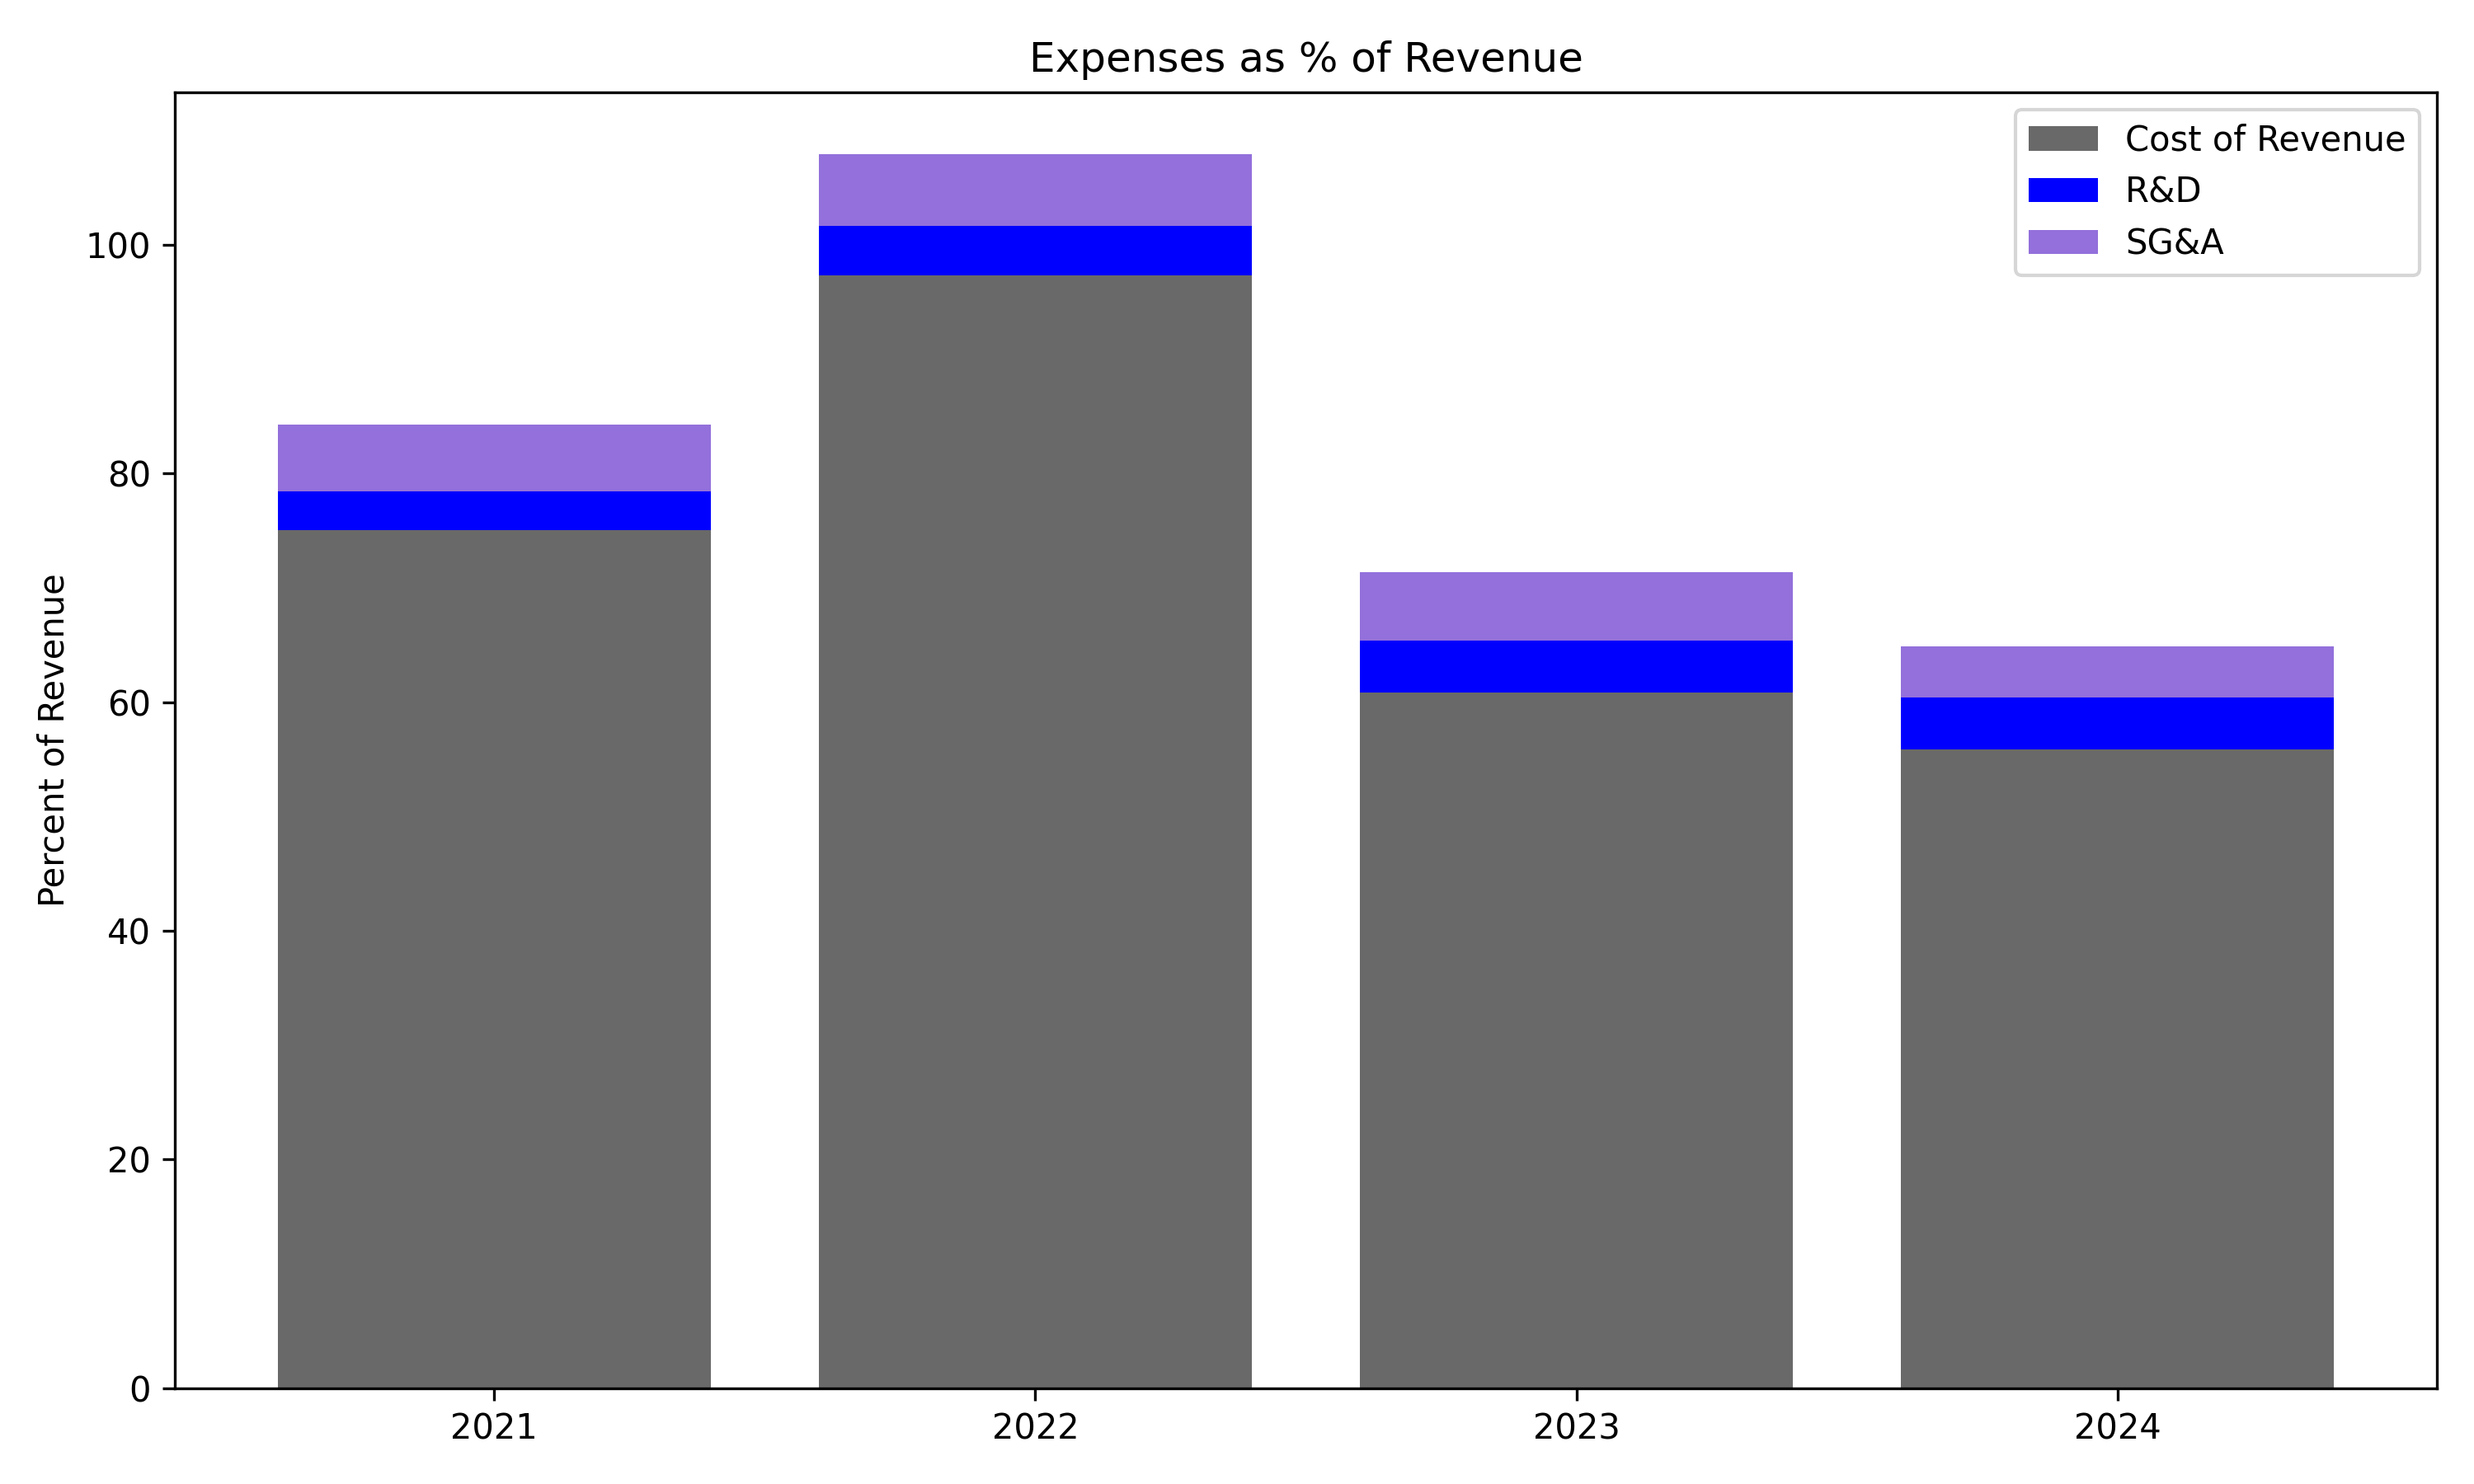 Expenses as % of Revenue
Cost of Revenue
R&D
SG&A
Percent of Revenue
100
80
60
40
20
0
2021
2022
2023
2024